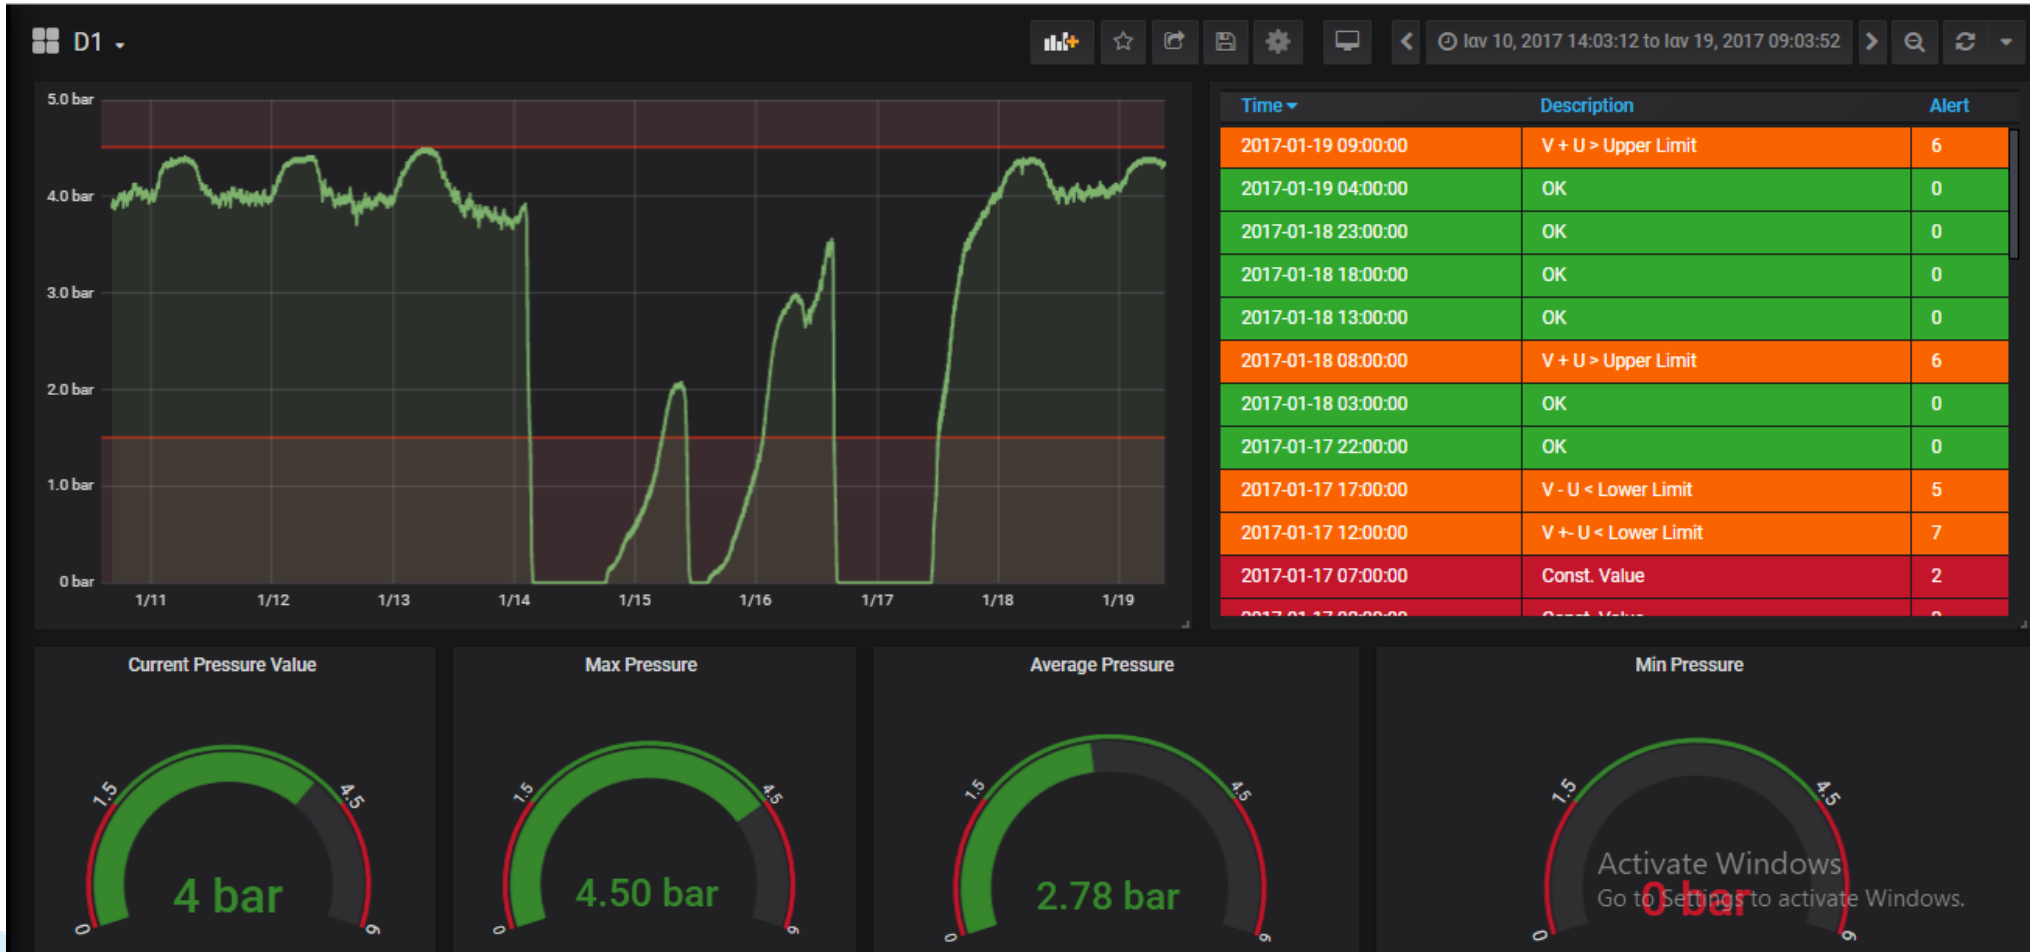 D1
Ιαν 10, 2017 14:03:12 to Ιαν 19, 2017 09:03:52
5.0 bar
4.0 bar
3.0 bar
2.0 bar
1.0 bar
0 bar
1/11 1/12 1/13 1/14 1/15 1/16 1/17 1/18 1/19
Time Description Alert
2017-01-19 09:00:00 V + U > Upper Limit 6
2017-01-19 04:00:00 OK 0
2017-01-18 23:00:00 OK 0
2017-01-18 18:00:00 OK 0
2017-01-18 13:00:00 OK 0
2017-01-18 08:00:00 V + U > Upper Limit 6
2017-01-18 03:00:00 OK 0
2017-01-17 22:00:00 OK 0
2017-01-17 17:00:00 V - U < Lower Limit 5
2017-01-17 12:00:00 V +- U < Lower Limit 7
2017-01-17 07:00:00 Const. Value 2
Current Pressure Value
1.5 4.5
4 bar
0 6
Max Pressure
1.5 4.5
4.50 bar
0 6
Average Pressure
1.5 4.5
2.78 bar
0 6
Min Pressure
1.5 4.5
0 bar
0 6
Activate Windows
Go to Settings to activate Windows.